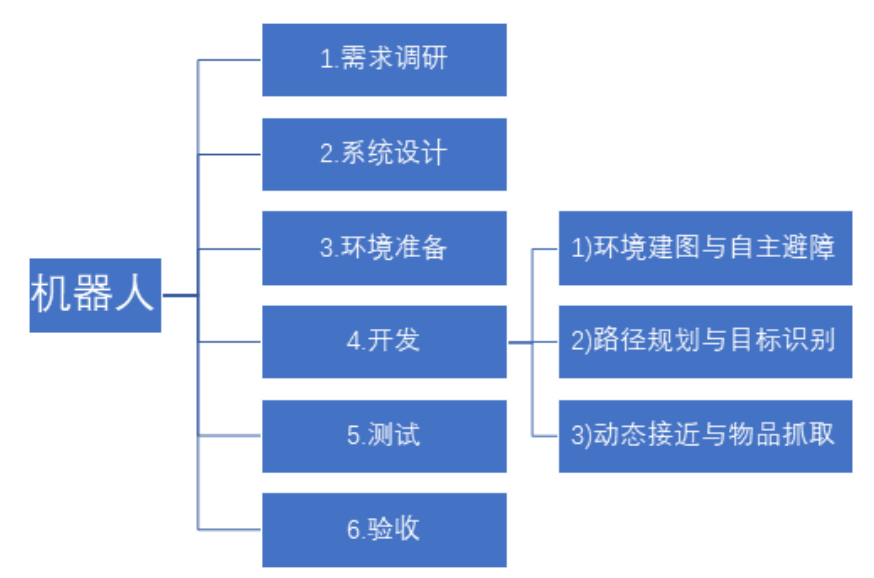 机器人
1.需求调研
2.系统设计
3.环境准备
4.开发
5.测试
6.验收
1)环境建图与自主避障
2)路径规划与目标识别
3)动态接近与物品抓取